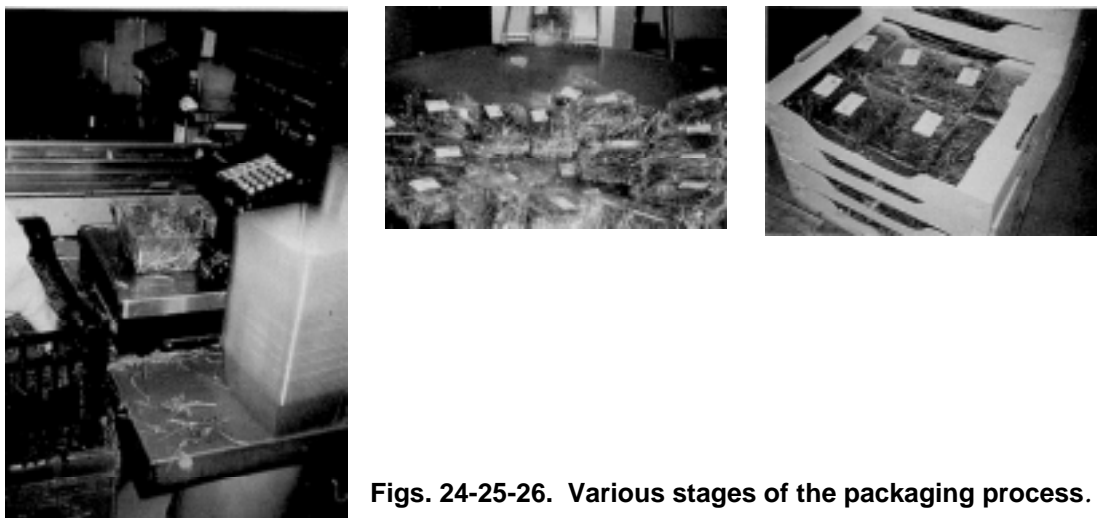 Figs. 24-25-26. Various stages of the packaging process.